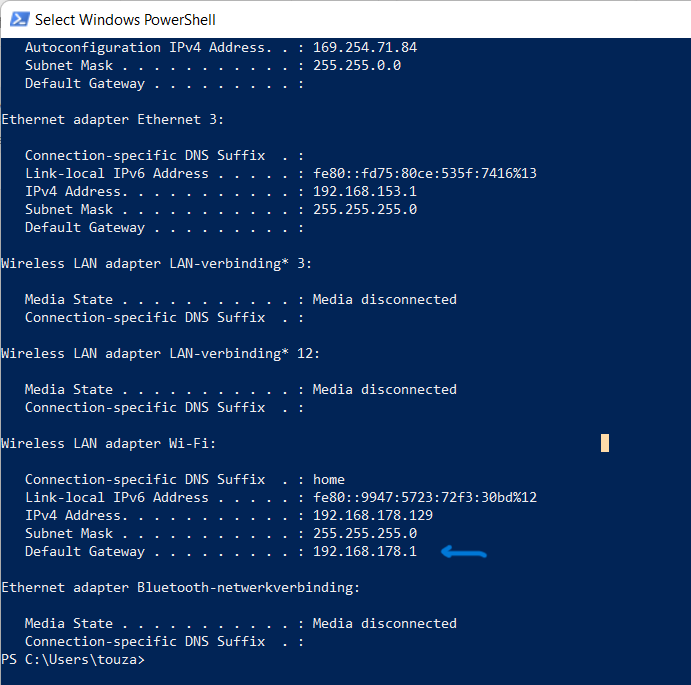 Select Windows PowerShell
Autoconfiguration IPv4 Address. . : 169.254.71.84
Subnet Mask . . . . . . . . . . . : 255.255.0.0
Default Gateway . . . . . . . . . :
Ethernet adapter Ethernet 3:
Connection-specific DNS Suffix . :
Link-local IPv6 Address . . . . . : fe80::fd75:80ce:535f:7416%13
IPv4 Address. . . . . . . . . . . : 192.168.153.1
Subnet Mask . . . . . . . . . . . : 255.255.255.0
Default Gateway . . . . . . . . . :
Wireless LAN adapter LAN-verbinding* 3:
Media State . . . . . . . . . . . : Media disconnected
Connection-specific DNS Suffix . :
Wireless LAN adapter LAN-verbinding* 12:
Media State . . . . . . . . . . . : Media disconnected
Connection-specific DNS Suffix . :
Wireless LAN adapter Wi-Fi:
Connection-specific DNS Suffix . : home
Link-local IPv6 Address . . . . . : fe80::9947:5723:72f3:30bd%12
IPv4 Address. . . . . . . . . . . : 192.168.178.129
Subnet Mask . . . . . . . . . . . : 255.255.255.0
Default Gateway . . . . . . . . . : 192.168.178.1
Ethernet adapter Bluetooth-netwerkverbinding:
Media State . . . . . . . . . . . : Media disconnected
Connection-specific DNS Suffix . :
PS C:\Users\touza>